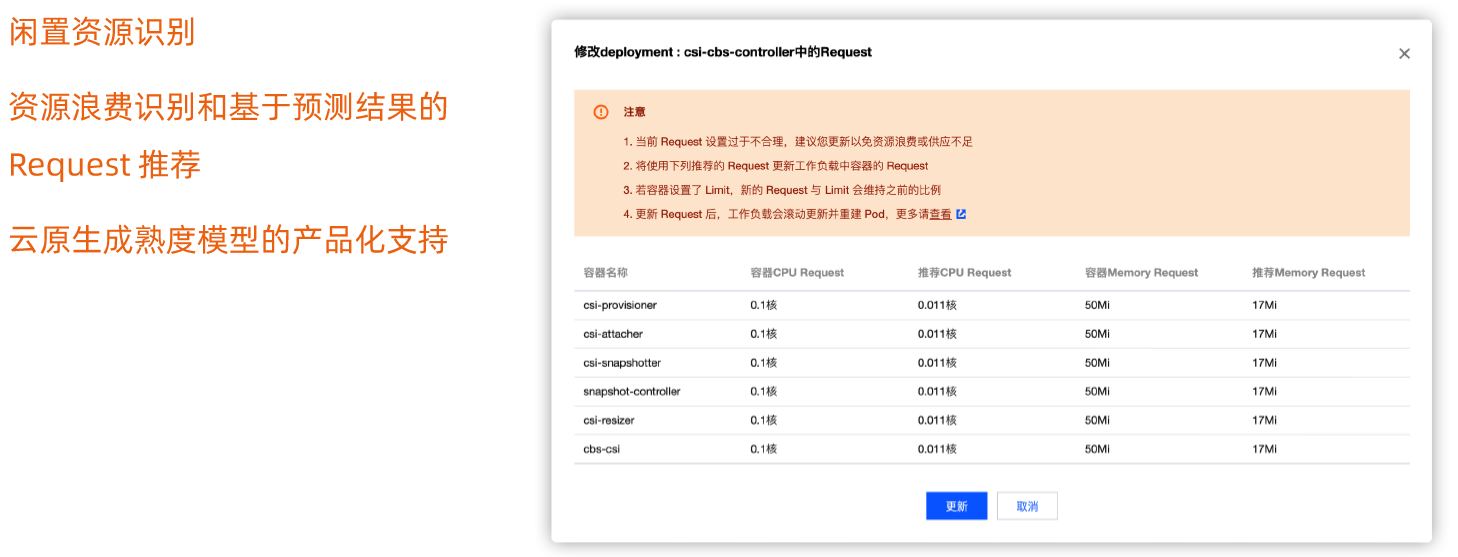 闲置资源识别
资源浪费识别和基于预测结果的
Request 推荐
云原生成熟度模型的产品化支持
修改deployment : csi-cbs-controller中的Request
注意
1. 当前 Request 设置过于不合理，建议您更新以免资源浪费或供应不足
2. 将使用下列推荐的 Request 更新工作负载中容器的 Request
3. 若容器设置了 Limit，新的 Request 与 Limit 会维持之前的比例
4. 更新 Request 后，工作负载会滚动更新并重建 Pod，更多请查看
容器名称 容器CPU Request 推荐CPU Request 容器Memory Request 推荐Memory Request
csi-provisioner 0.1核 0.011核 50Mi 17Mi
csi-attacher 0.1核 0.011核 50Mi 17Mi
csi-snapshotter 0.1核 0.011核 50Mi 17Mi
snapshot-controller 0.1核 0.011核 50Mi 17Mi
csi-resizer 0.1核 0.011核 50Mi 17Mi
cbs-csi 0.1核 0.011核 50Mi 17Mi
更新 取消